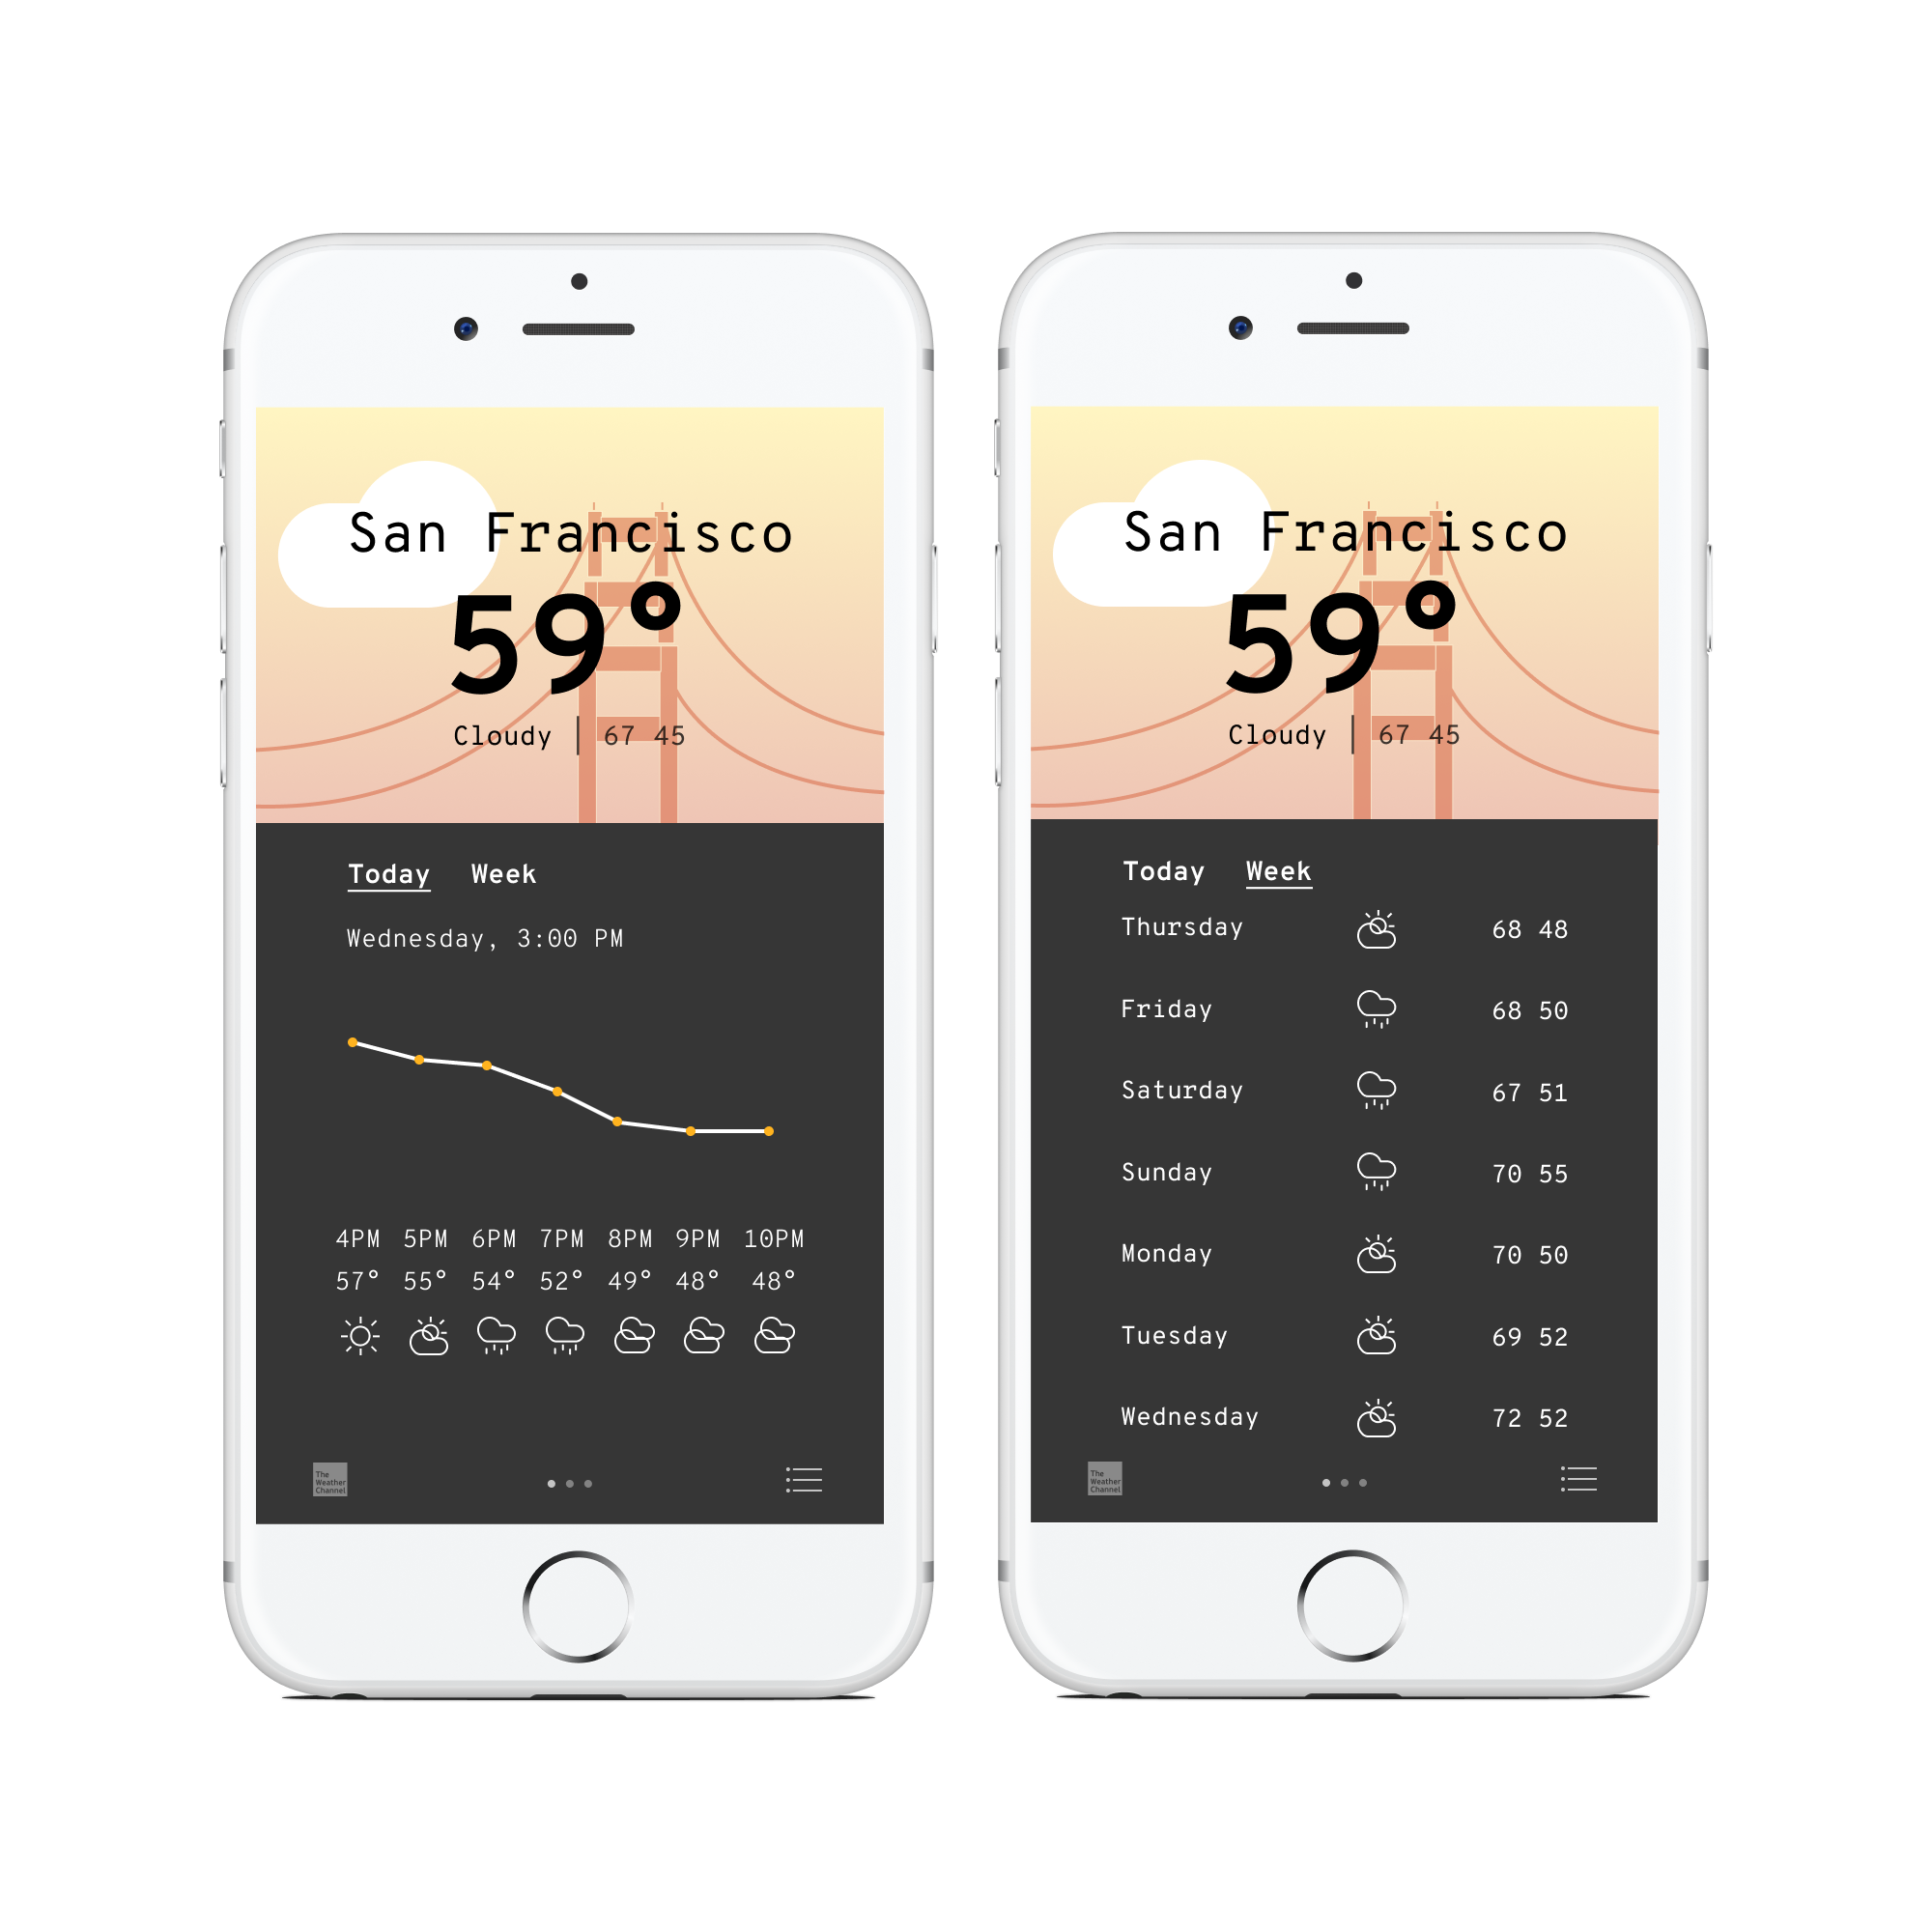 San Francisco
59°
Cloudy | 67 45
Today Week
Wednesday, 3:00 PM
4PM 5PM 6PM 7PM 8PM 9PM 10PM
57° 55° 54° 52° 49° 48° 48°
The
Weather
Channel
San Francisco
59°
Cloudy | 67 45
Today Week
Thursday 68 48
Friday 68 50
Saturday 67 51
Sunday 70 55
Monday 70 50
Tuesday 69 52
Wednesday 72 52
The
Weather
Channel